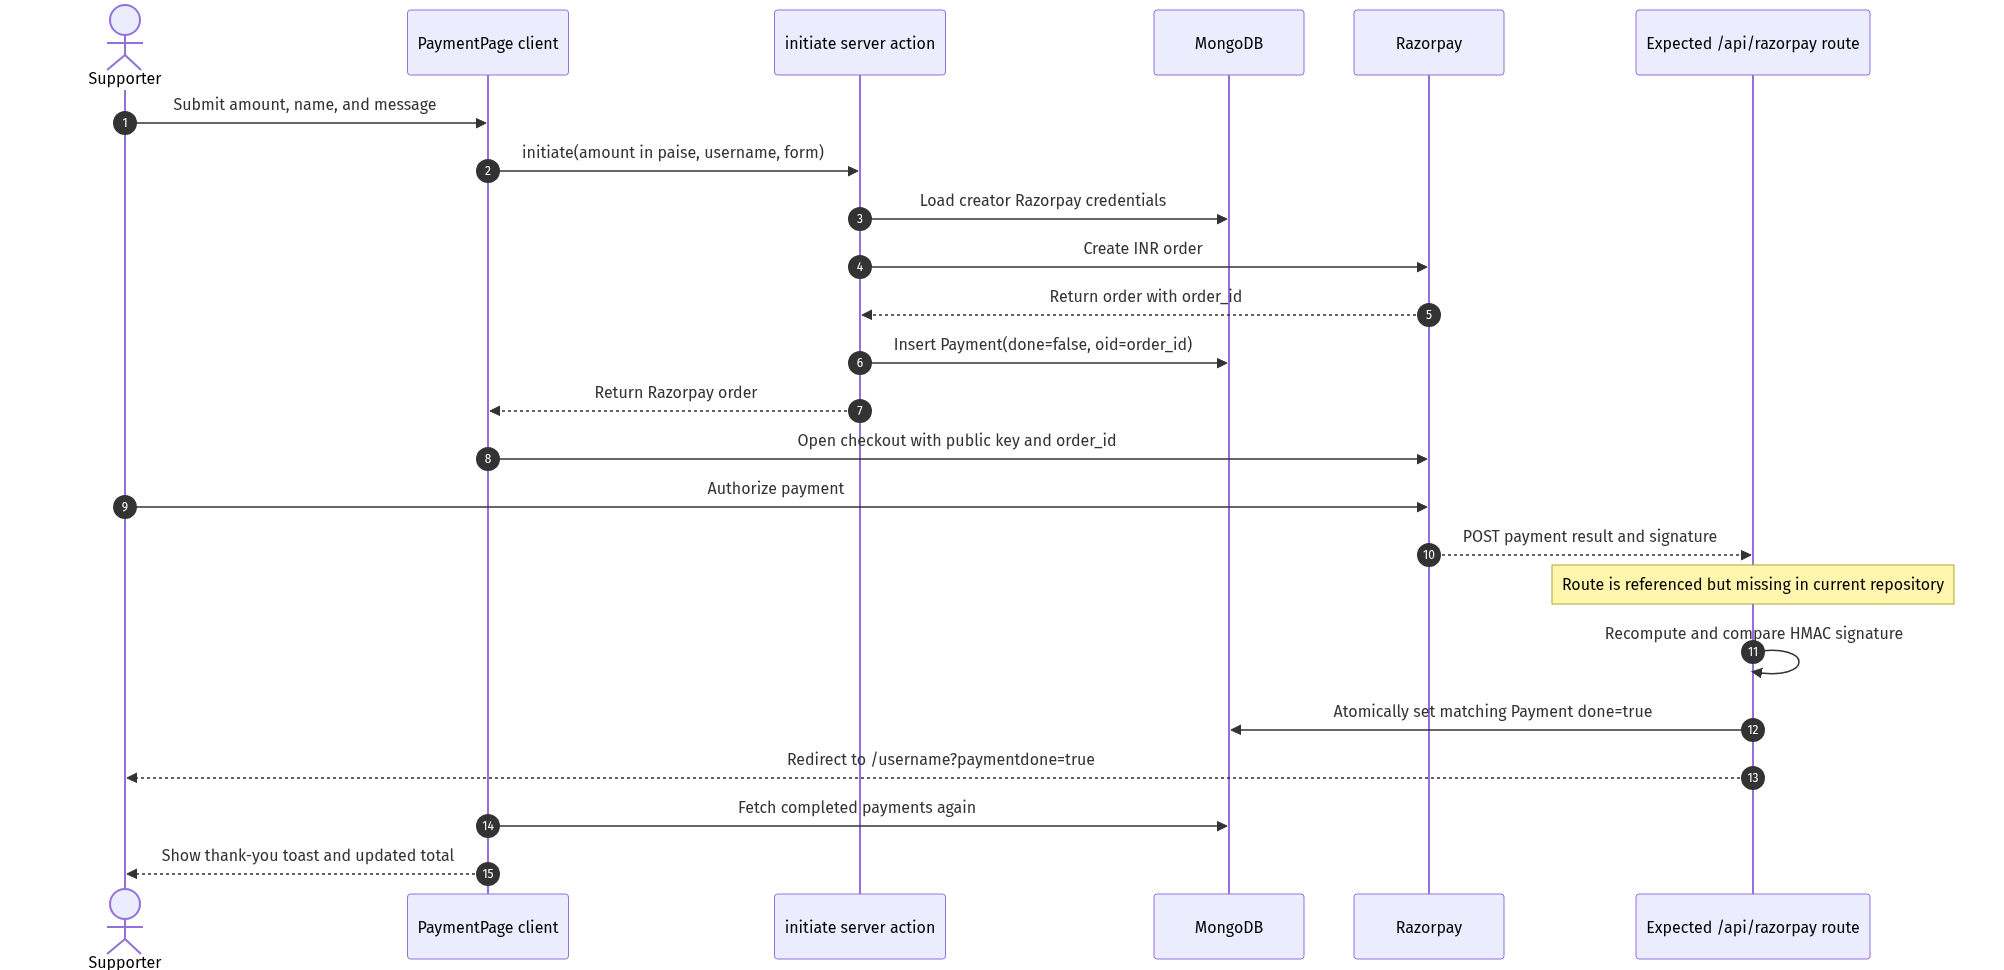 Supporter
PaymentPage client
initiate server action
MongoDB
Razorpay
Expected /api/razorpay route
Submit amount, name, and message
1
initiate(amount in paise, username, form)
2
Load creator Razorpay credentials
3
Create INR order
4
Return order with order_id
5
Insert Payment(done=false, oid=order_id)
6
Return Razorpay order
7
Open checkout with public key and order_id
8
Authorize payment
9
POST payment result and signature
10
Route is referenced but missing in current repository
Recompute and compare HMAC signature
11
Atomically set matching Payment done=true
12
Redirect to /username?paymentdone=true
13
Fetch completed payments again
14
Show thank-you toast and updated total
15
Supporter
PaymentPage client
initiate server action
MongoDB
Razorpay
Expected /api/razorpay route